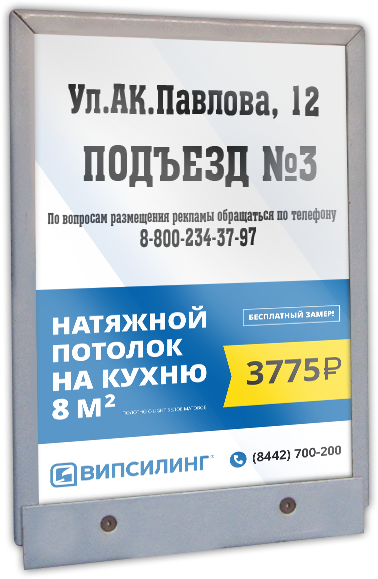 Ул.АК.Павлова, 12
ПОДЪЕЗД №3
По вопросам размещения рекламы обращаться по телефону
8-800-234-37-97
БЕСПЛАТНЫЙ ЗАМЕР!
НАТЯЖНОЙ
ПОТОЛОК
НА КУХНЮ
8 М²
3775₽
ВИПСИЛИНГ
(8442) 700-200